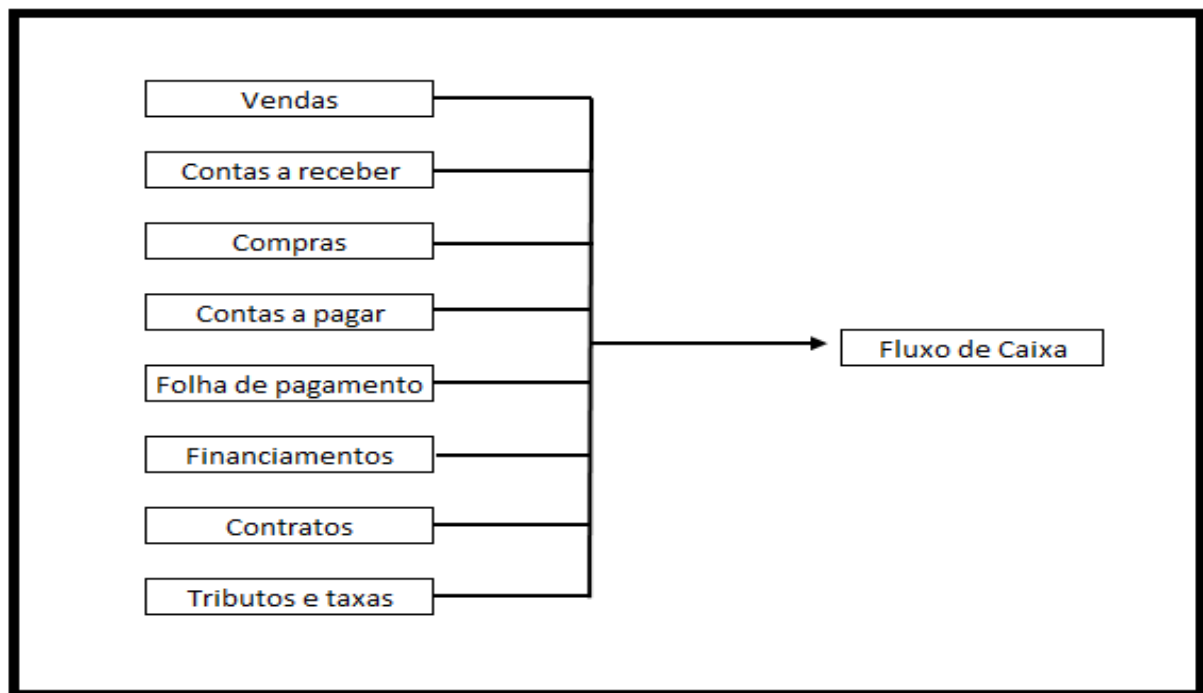 Vendas
Contas a receber
Compras
Contas a pagar
Fluxo de Caixa
Folha de pagamento
Financiamentos
Contratos
Tributos e taxas